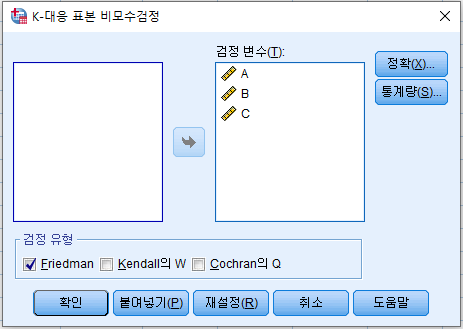 K-대응 표본 비모수검정
검정 변수(T):
A
B
C
정확(X)...
통계량(S)...
검정 유형
Friedman Kendall의 W Cochran의 Q
확인 붙여넣기(P) 재설정(R) 취소 도움말